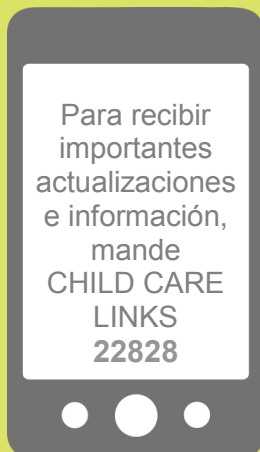 Para recibir
importantes
actualizaciones
e información,
mande
CHILD CARE
LINKS
22828